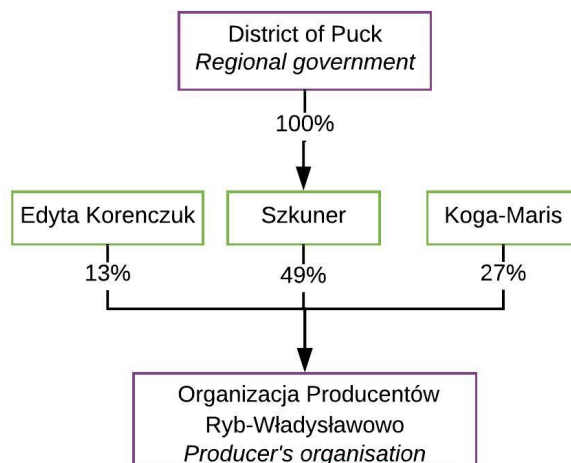 District of Puck
Regional government
100%
Edyta Korenczuk
Szkuner
Koga-Maris
13%
49%
27%
Organizacja Producentów
Ryb-Władysławowo
Producer's organisation